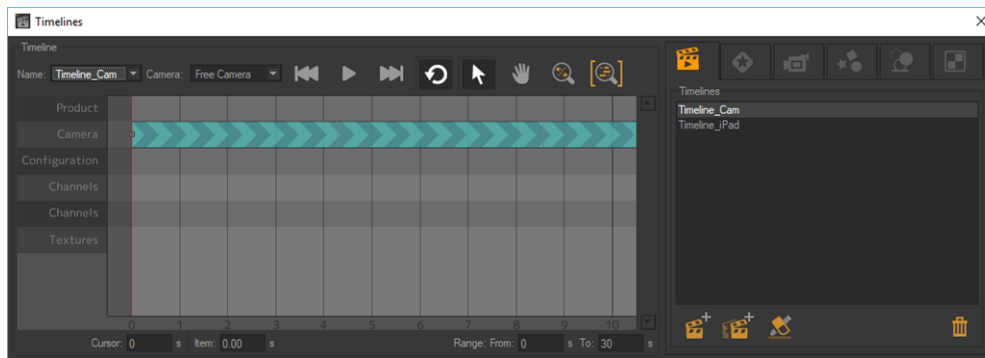 Timelines
Timeline
Name: Timeline_Cam Camera: Free Camera
Product
Camera
Configuration
Channels
Channels
Textures
0 1 2 3 4 5 6 7 8 9 10
Cursor: 0 s Item: 0.00 s Range: From: 0 s To: 30 s
Timelines
Timeline_Cam
Timeline_iPad